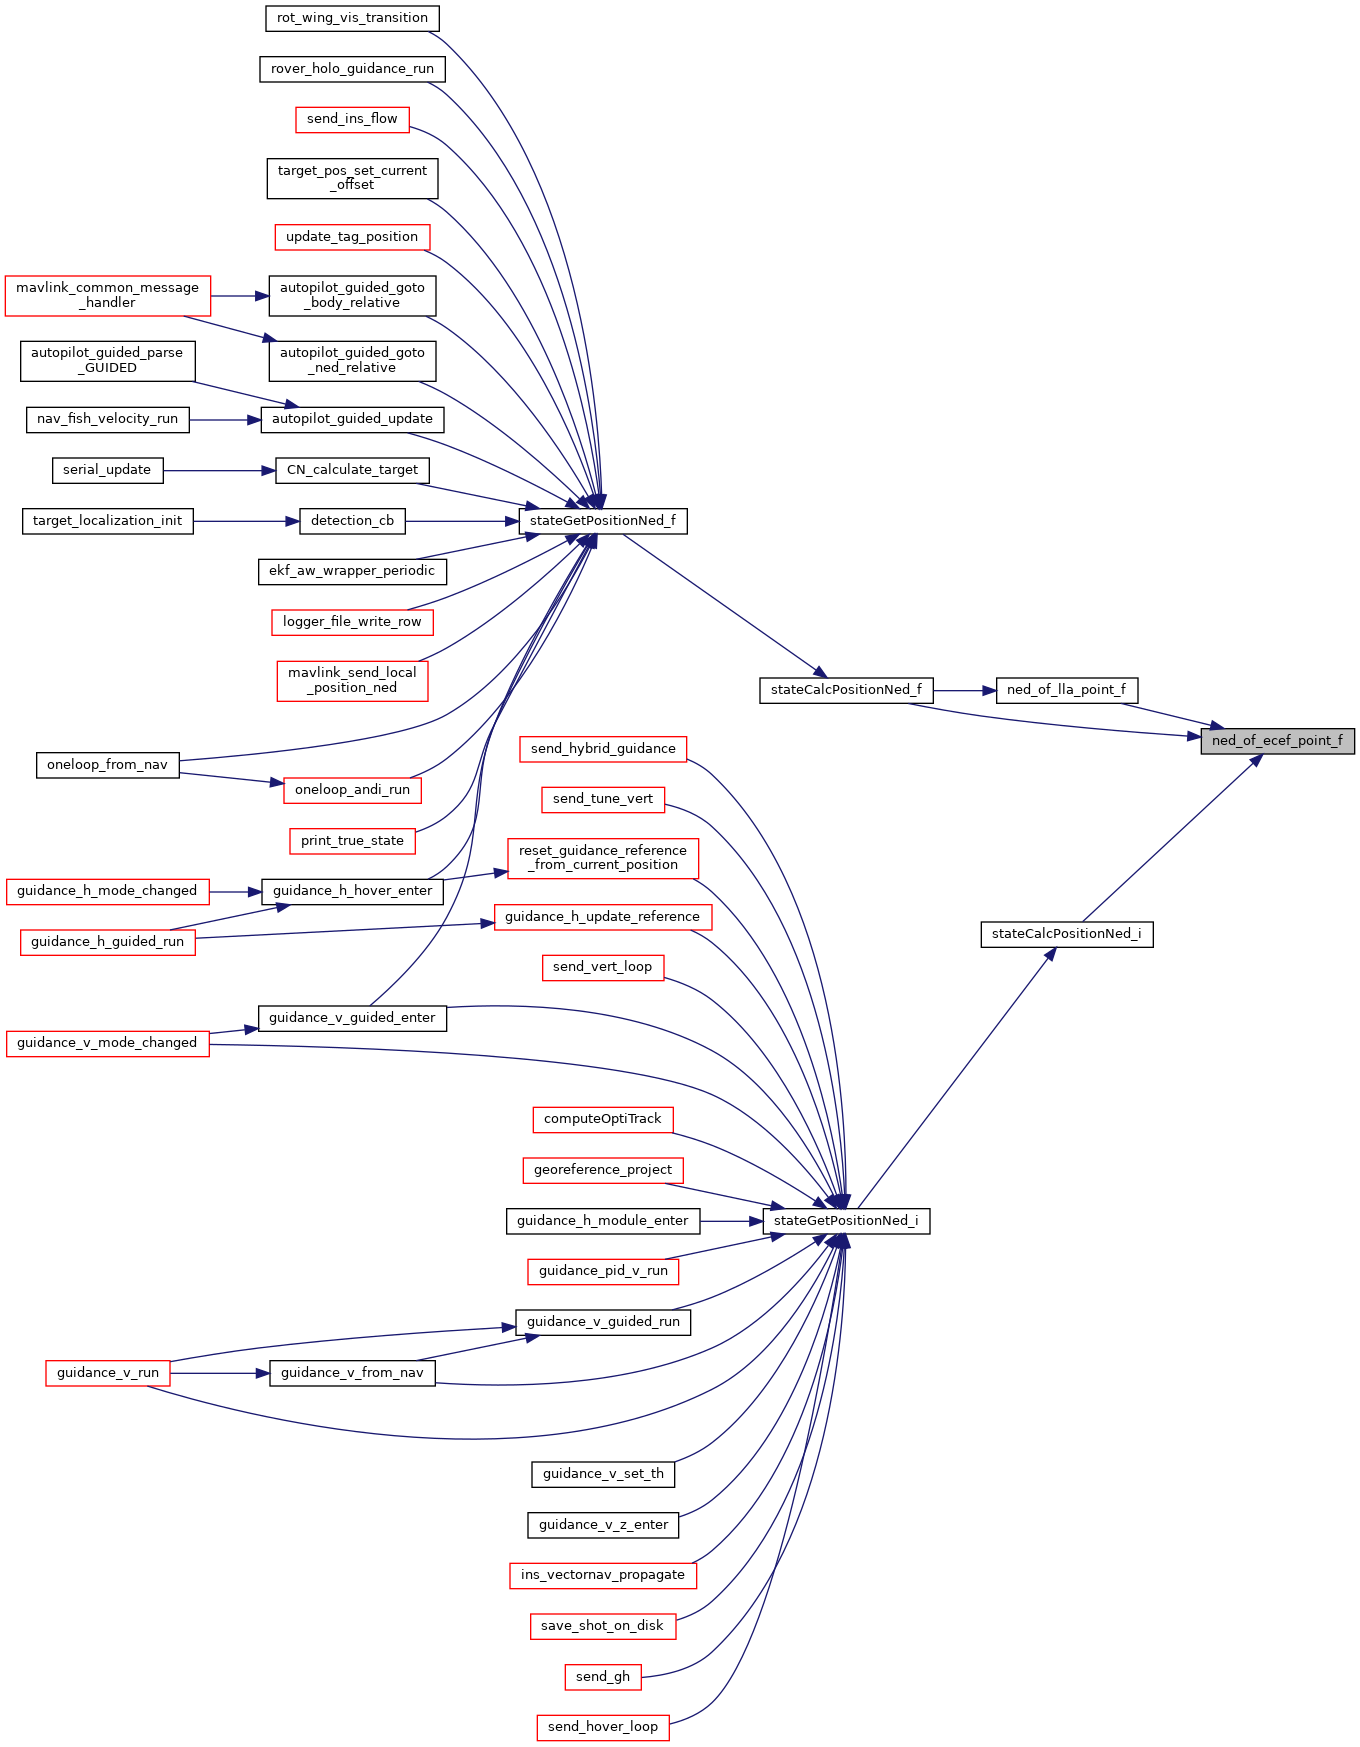 rot_wing_vis_transition
rover_holo_guidance_run
send_ins_flow
target_pos_set_current
_offset
update_tag_position
mavlink_common_message
_handler
autopilot_guided_goto
_body_relative
autopilot_guided_parse
_GUIDED
autopilot_guided_goto
_ned_relative
nav_fish_velocity_run
autopilot_guided_update
serial_update
CN_calculate_target
target_localization_init
detection_cb
stateGetPositionNed_f
ekf_aw_wrapper_periodic
logger_file_write_row
mavlink_send_local
_position_ned
stateCalcPositionNed_f
ned_of_lla_point_f
ned_of_ecef_point_f
send_hybrid_guidance
oneloop_from_nav
oneloop_andi_run
send_tune_vert
print_true_state
reset_guidance_reference
_from_current_position
guidance_h_mode_changed
guidance_h_hover_enter
guidance_h_update_reference
guidance_h_guided_run
stateCalcPositionNed_i
send_vert_loop
guidance_v_guided_enter
guidance_v_mode_changed
computeOptiTrack
georeference_project
guidance_h_module_enter
stateGetPositionNed_i
guidance_pid_v_run
guidance_v_guided_run
guidance_v_run
guidance_v_from_nav
guidance_v_set_th
guidance_v_z_enter
ins_vectornav_propagate
save_shot_on_disk
send_gh
send_hover_loop